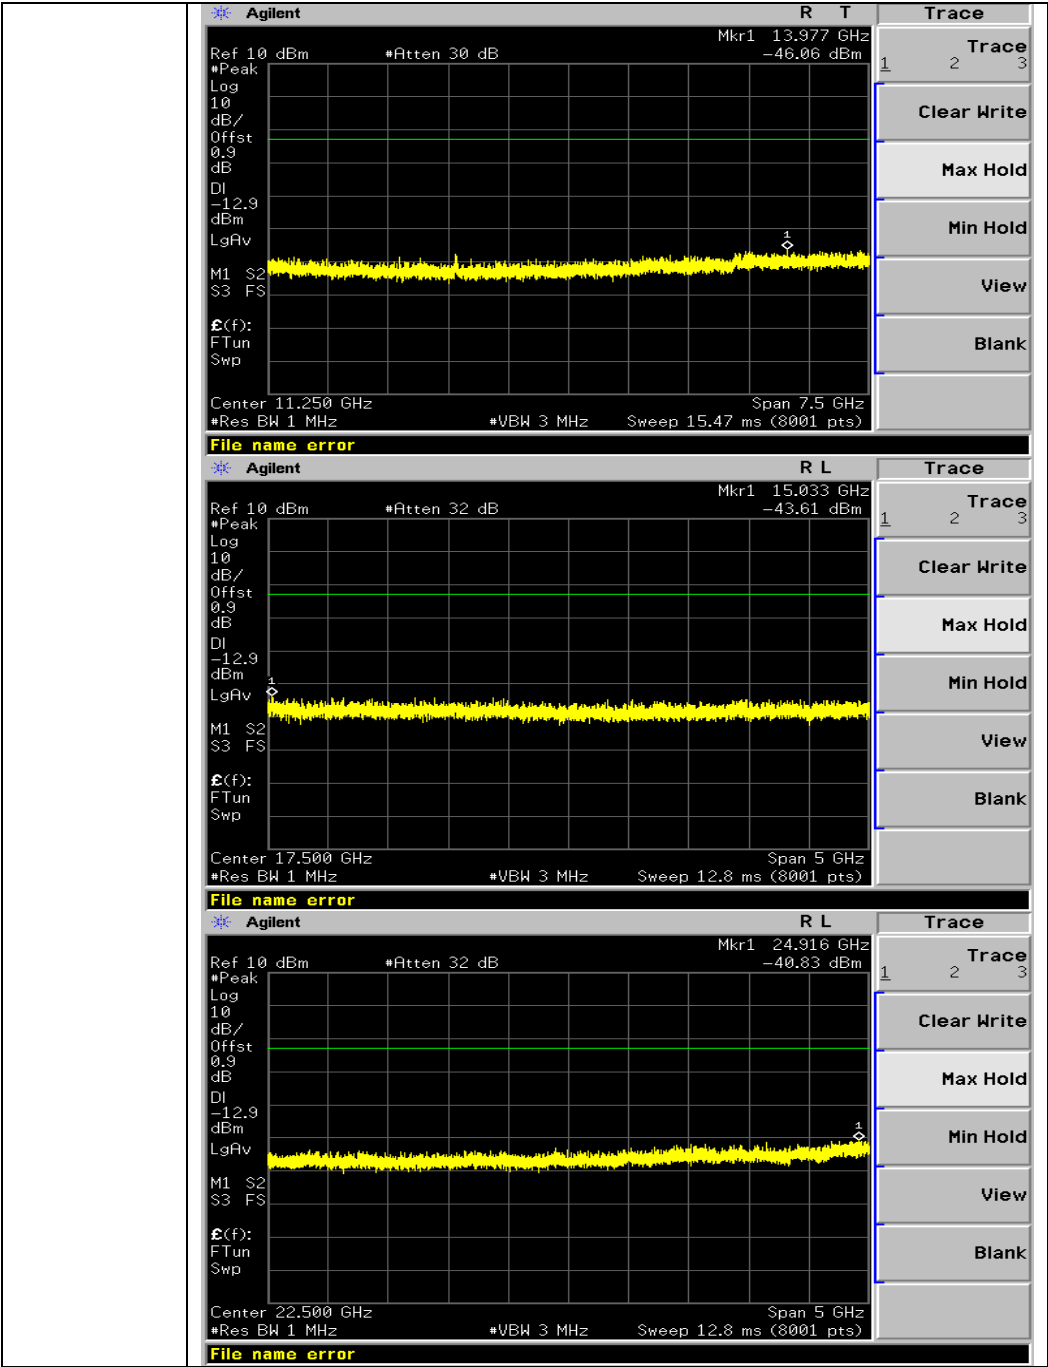 Agilent R T Trace
Mkr1 13.977 GHz
Ref 10 dBm #Atten 30 dB -46.06 dBm
Trace
1 2 3
#Peak
Log
10
dB/
Offst
0.9
dB
DI
-12.9
dBm
LgAv
1
M1 S2
S3 FS
£(f):
FTun
Swp
Clear Write
Max Hold
Min Hold
View
Blank
Center 11.250 GHz Span 7.5 GHz
#Res BW 1 MHz #VBW 3 MHz Sweep 15.47 ms (8001 pts)
File name error
Agilent R L Trace
Mkr1 15.033 GHz
Ref 10 dBm #Atten 32 dB -43.61 dBm
Trace
1 2 3
#Peak
Log
10
dB/
Offst
0.9
dB
DI
-12.9
dBm
LgAv
1
M1 S2
S3 FS
£(f):
FTun
Swp
Clear Write
Max Hold
Min Hold
View
Blank
Center 17.500 GHz Span 5 GHz
#Res BW 1 MHz #VBW 3 MHz Sweep 12.8 ms (8001 pts)
File name error
Agilent R L Trace
Mkr1 24.916 GHz
Ref 10 dBm #Atten 32 dB -40.83 dBm
Trace
1 2 3
#Peak
Log
10
dB/
Offst
0.9
dB
DI
-12.9
dBm
LgAv
1
M1 S2
S3 FS
£(f):
FTun
Swp
Clear Write
Max Hold
Min Hold
View
Blank
Center 22.500 GHz Span 5 GHz
#Res BW 1 MHz #VBW 3 MHz Sweep 12.8 ms (8001 pts)
File name error